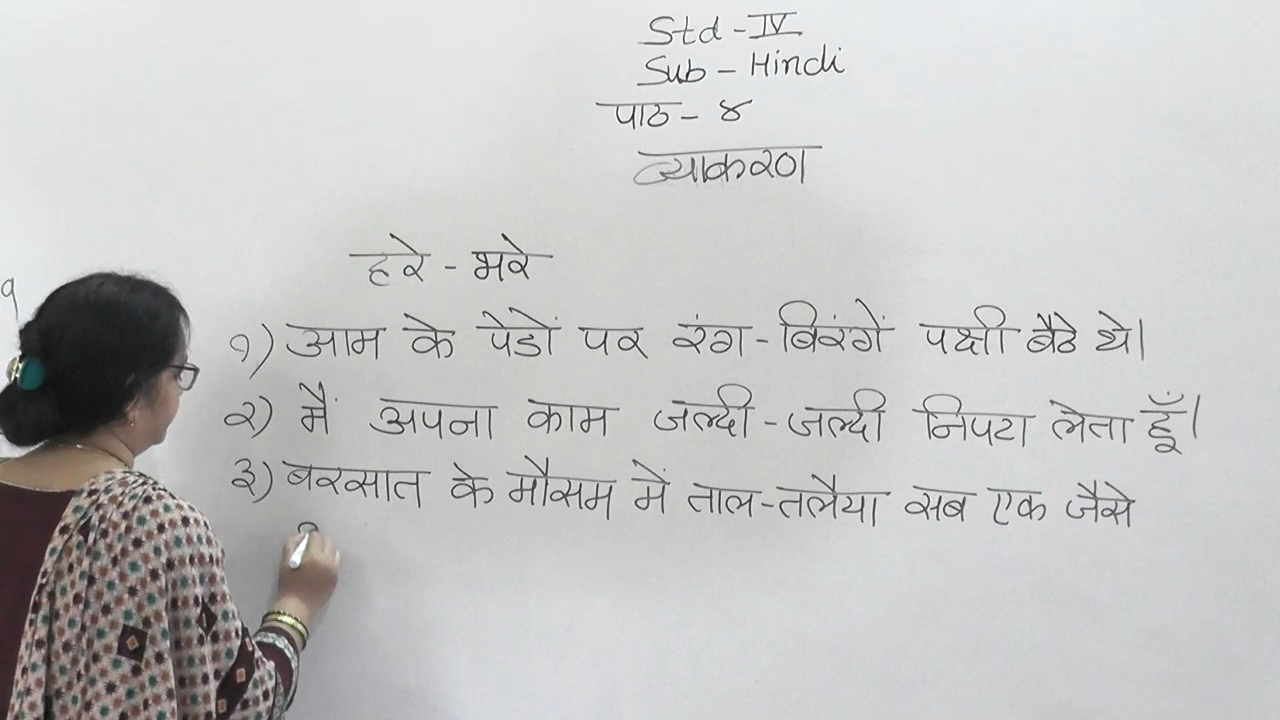 Std - IV
Sub - Hindi
पाठ - ४
व्याकरण
हरे - भरे
१) आम के पेडों पर रंग - बिरंगें पक्षी बैठे थे।
२) मैं अपना काम जल्दी - जल्दी निपटा लेता हूँ।
३) बरसात के मौसम में ताल - तलैया सब एक जैसे